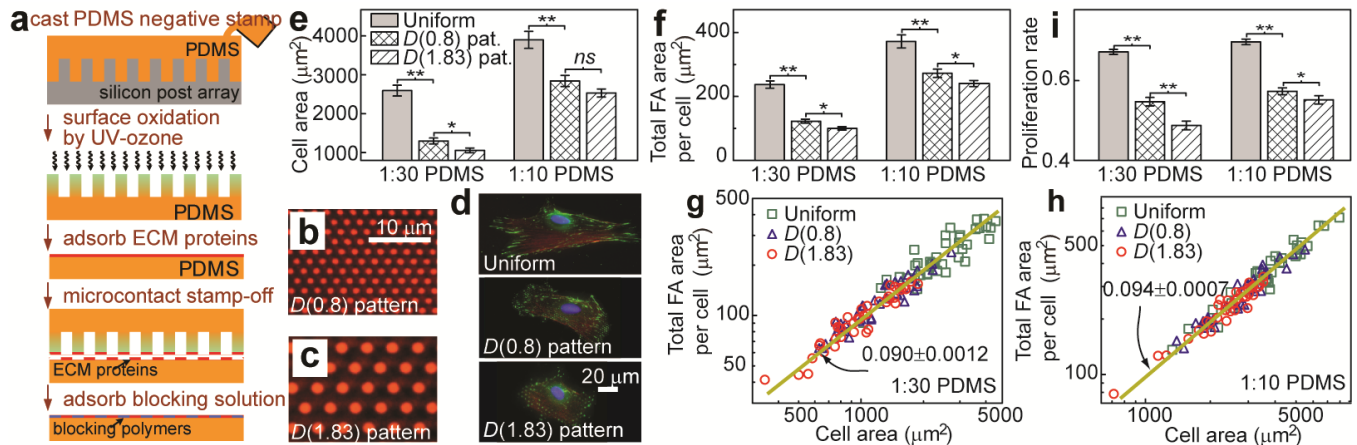 a
cast PDMS negative stamp
PDMS
silicon post array
surface oxidation
by UV-ozone
PDMS
adsorb ECM proteins
PDMS
microcontact stamp-off
ECM proteins
adsorb blocking solution
blocking polymers
b
10 μm
D(0.8) pattern
c
D(1.83) pattern
d
Uniform
D(0.8) pattern
20 μm
D(1.83) pattern
e
Cell area (μm²)
4000
3000
2000
1000
Uniform
D(0.8) pat.
D(1.83) pat.
**
*
**
ns
1:30 PDMS
1:10 PDMS
f
Total FA area
per cell (μm²)
400
200
0
**
*
**
*
1:30 PDMS
1:10 PDMS
i
Proliferation rate
0.6
0.4
**
**
**
*
1:30 PDMS
1:10 PDMS
g
Total FA area
per cell (μm²)
500
100
50
Uniform
D(0.8)
D(1.83)
0.090±0.0012
1:30 PDMS
500
1000
5000
Cell area (μm²)
h
Total FA area
per cell (μm²)
500
100
Uniform
D(0.8)
D(1.83)
0.094±0.0007
1:10 PDMS
1000
5000
Cell area (μm²)